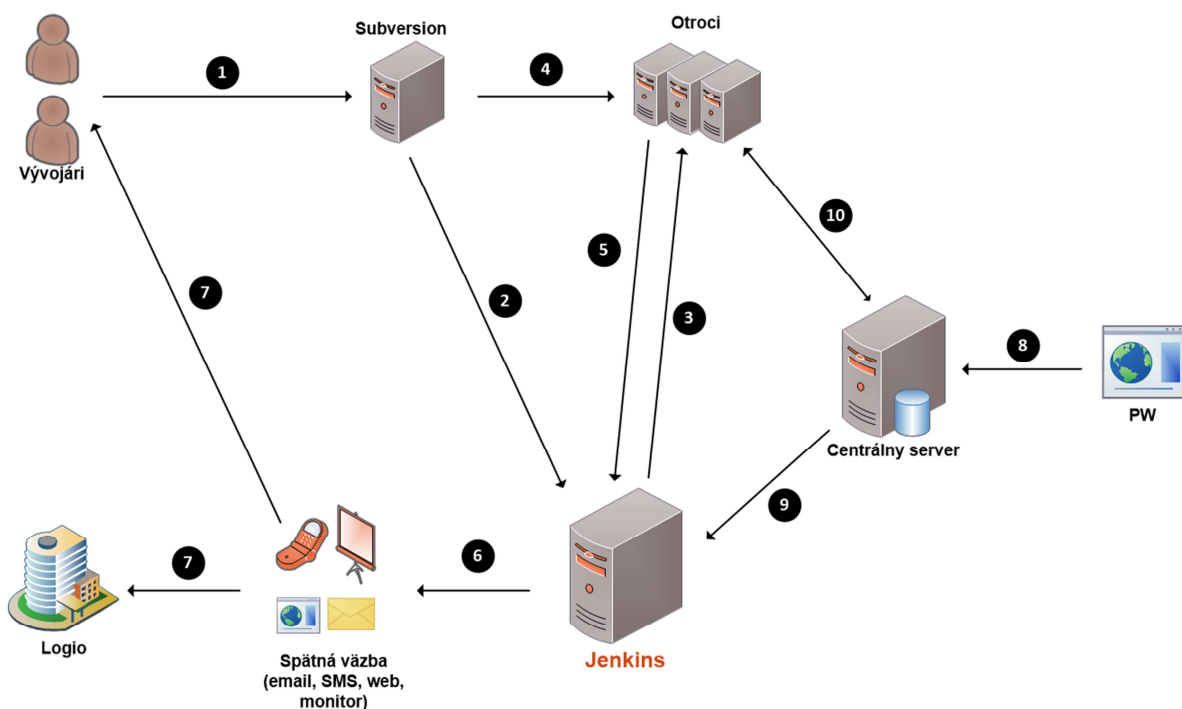 Subversion
Otroci
1
4
Vývojári
10
5
7
2
3
8
PW
Centrálny server
9
7
6
Logio
Spätná väzba
(email, SMS, web,
monitor)
Jenkins